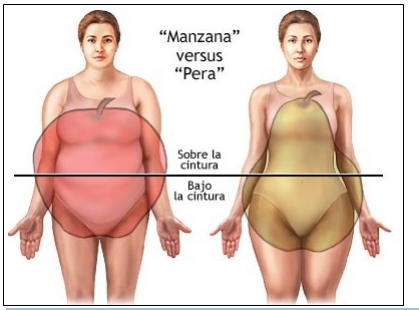 “Manzana”
versus
“Pera”
Sobre la
cintura
Bajo
la cintura